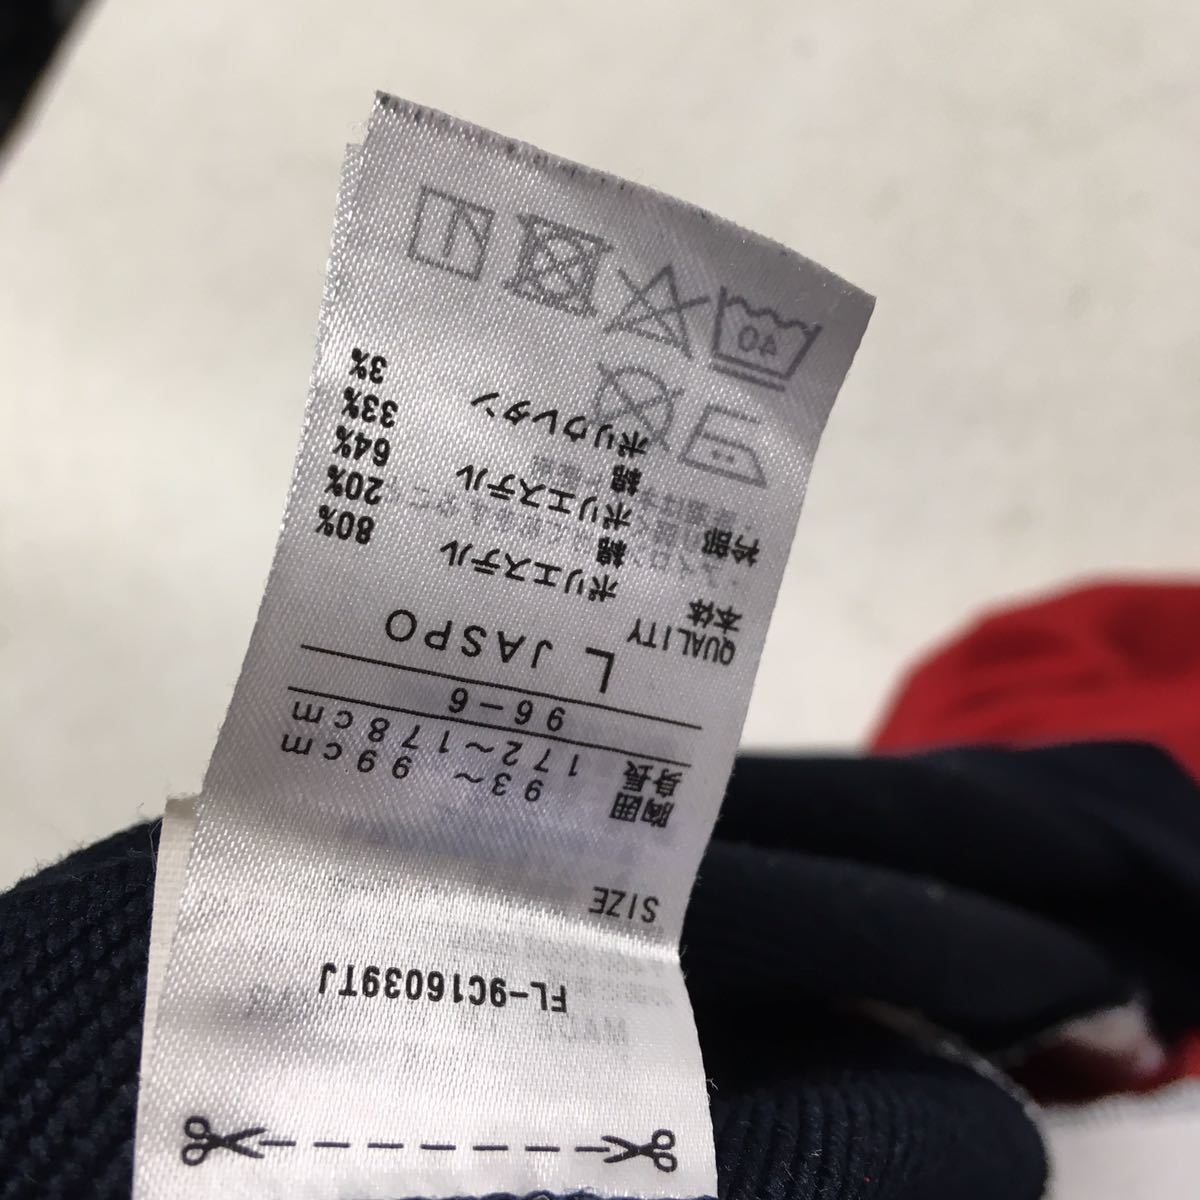 FL-9C16039TJ
SIZE
胸囲 93～ 99cm
身長 172～178cm
96-6
L JASPO
QUALITY
本体 ポリエステル 80%
綿 20%
衿部 ポリエステル 64%
綿 33%
ポリウレタン 3%
40